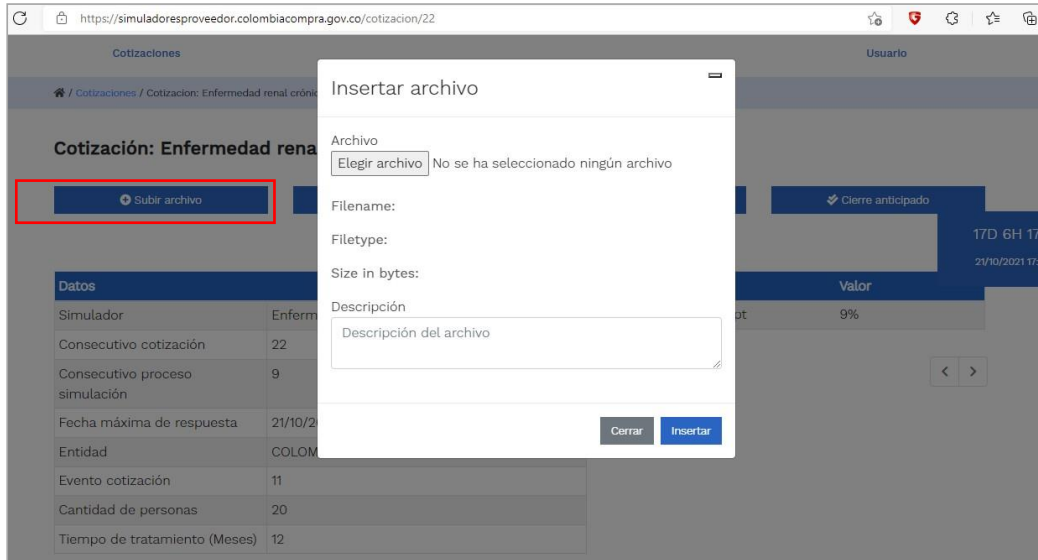 https://simuladoresproveedor.colombiacompra.gov.co/cotizacion/22
Cotizaciones
Usuario
/ Cotizaciones / Cotizacion: Enfermedad renal crónic
Insertar archivo
Archivo
Elegir archivo No se ha seleccionado ningún archivo
Filename:
Filetype:
Size in bytes:
Descripción
Descripción del archivo
Cerrar Insertar
Cotización: Enfermedad rena
Subir archivo
Cierre anticipado
17D 6H 17
21/10/2021 17:
Datos
Valor
Simulador Enferm
9%
Consecutivo cotización 22
Consecutivo proceso
simulación
9
Fecha máxima de respuesta 21/10/2
Entidad COLOM
Evento cotización 11
Cantidad de personas 20
Tiempo de tratamiento (Meses) 12